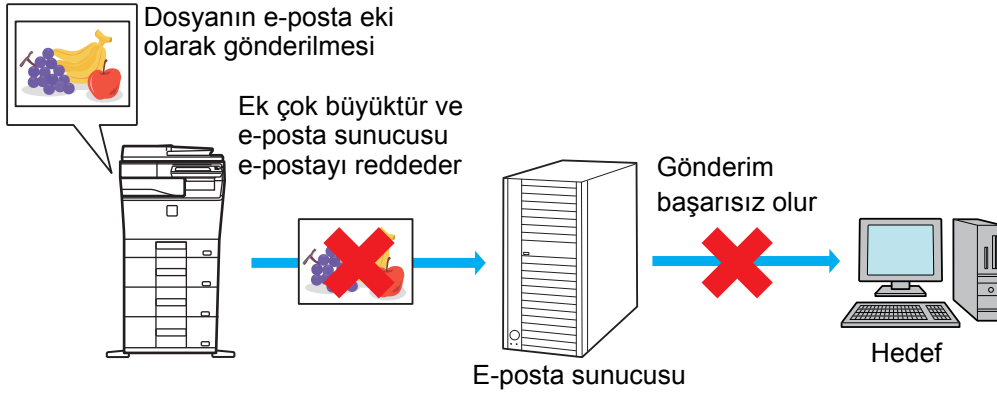 Dosyanın e-posta eki
olarak gönderilmesi
Ek çok büyüktür ve
e-posta sunucusu
e-postayı reddeder
Gönderim
başarısız olur
E-posta sunucusu
Hedef